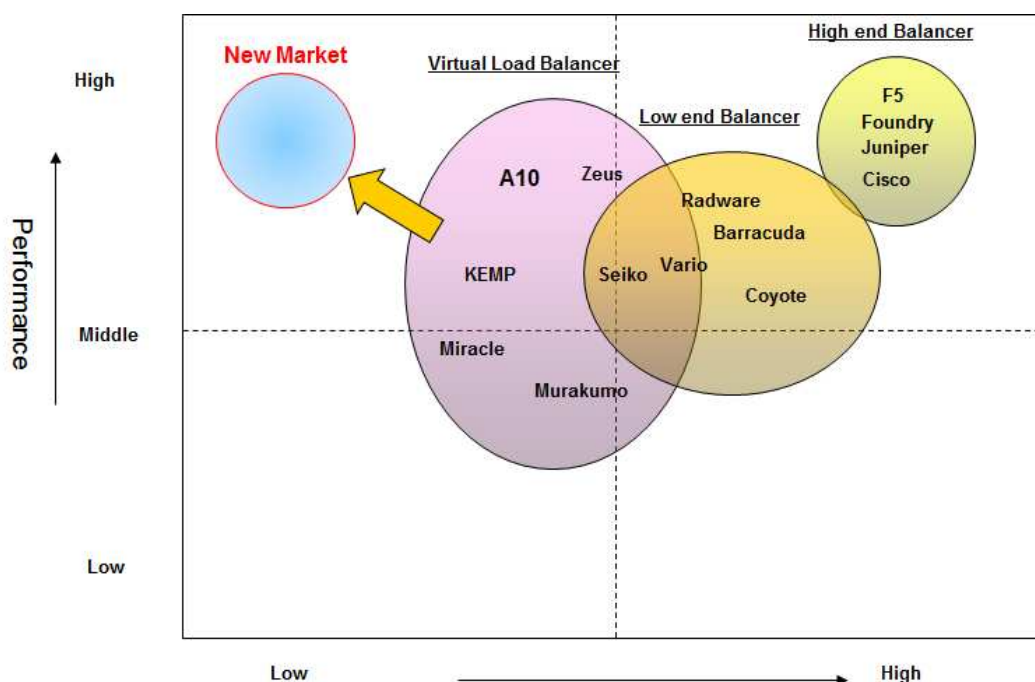 High end Balancer
New Market
Virtual Load Balancer
High
F5
Low end Balancer
Foundry
Juniper
A10
Zeus
Cisco
Radware
Barracuda
Performance
KEMP
Seiko
Vario
Coyote
Middle
Miracle
Murakumo
Low
Low
High